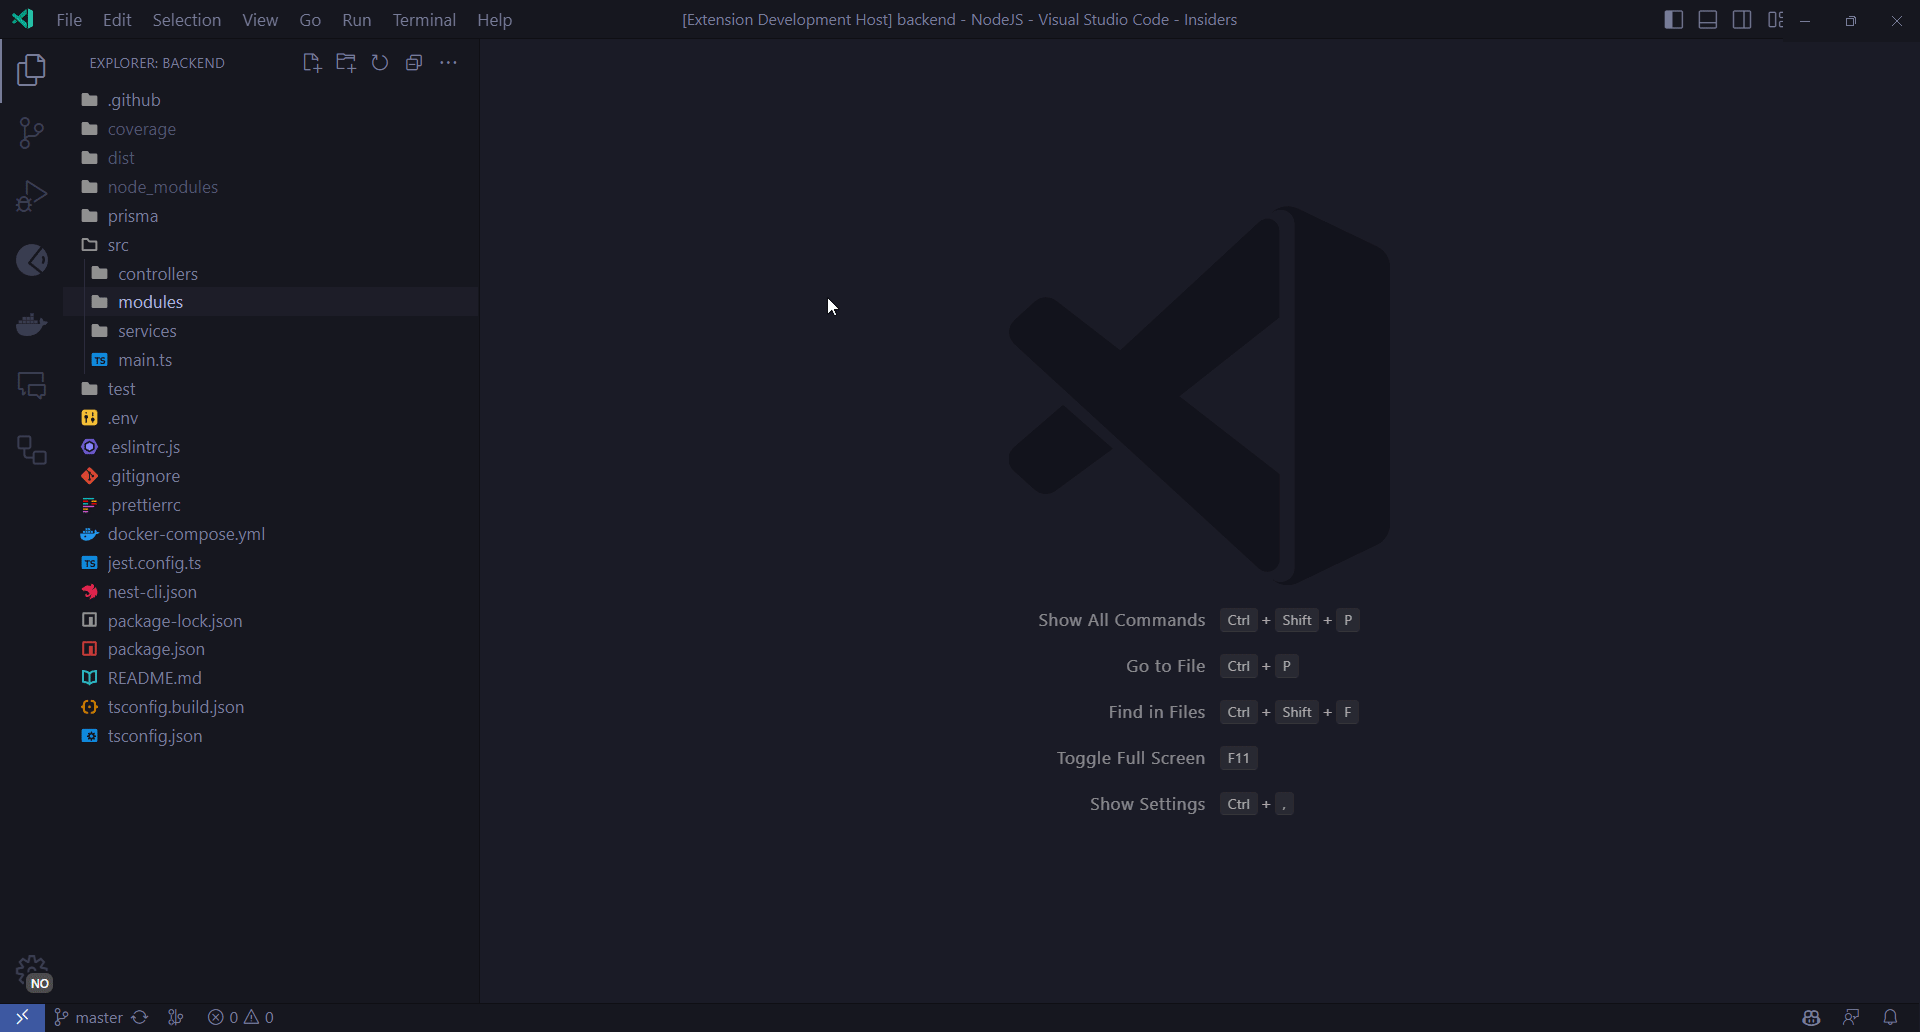 File Edit Selection View Go Run Terminal Help
[Extension Development Host] backend - NodeJS - Visual Studio Code - Insiders
EXPLORER: BACKEND
.github
coverage
dist
node_modules
prisma
src
controllers
modules
services
TS main.ts
test
.env
.eslintrc.js
.gitignore
.prettierrc
docker-compose.yml
TS jest.config.ts
nest-cli.json
package-lock.json
package.json
README.md
tsconfig.build.json
tsconfig.json
Show All Commands Ctrl + Shift + P
Go to File Ctrl + P
Find in Files Ctrl + Shift + F
Toggle Full Screen F11
Show Settings Ctrl + ,
NO
master 0 0